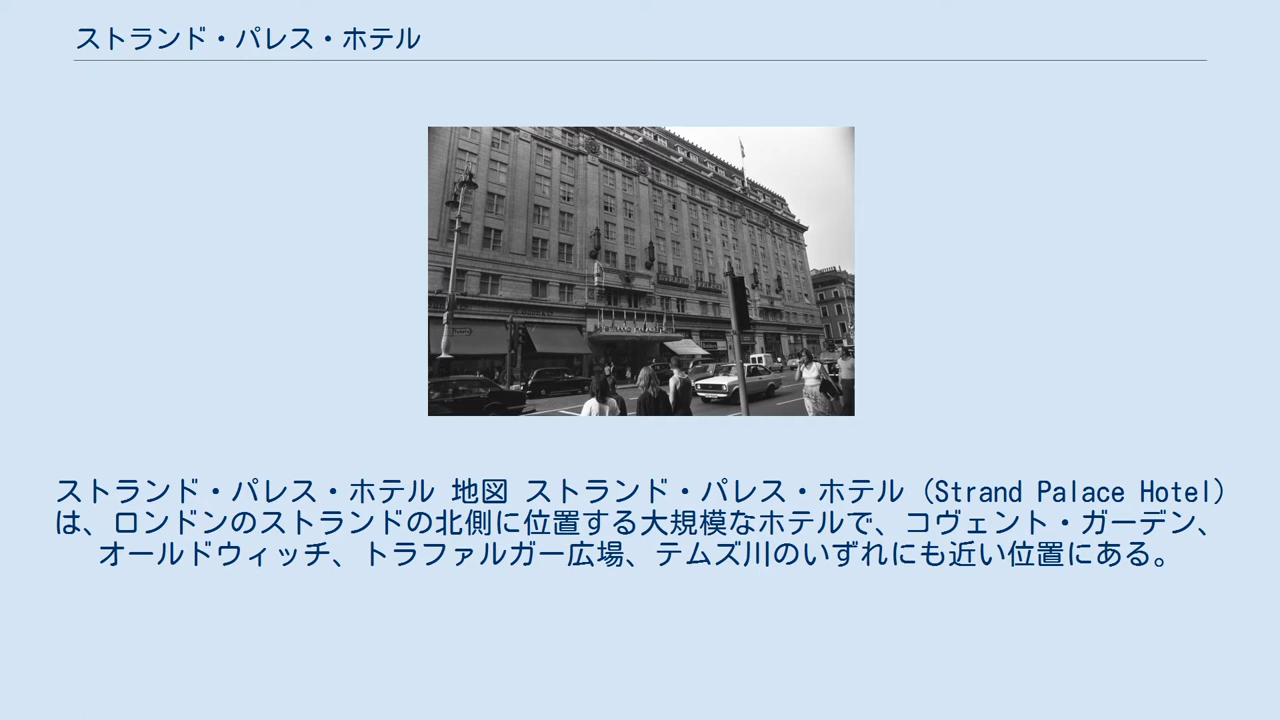 ストランド・パレス・ホテル
STRAND PALACE
ストランド・パレス・ホテル 地図 ストランド・パレス・ホテル（Strand Palace Hotel）
は、ロンドンのストランドの北側に位置する大規模なホテルで、コヴェント・ガーデン、
オールドウィッチ、トラファルガー広場、テムズ川のいずれにも近い位置にある。